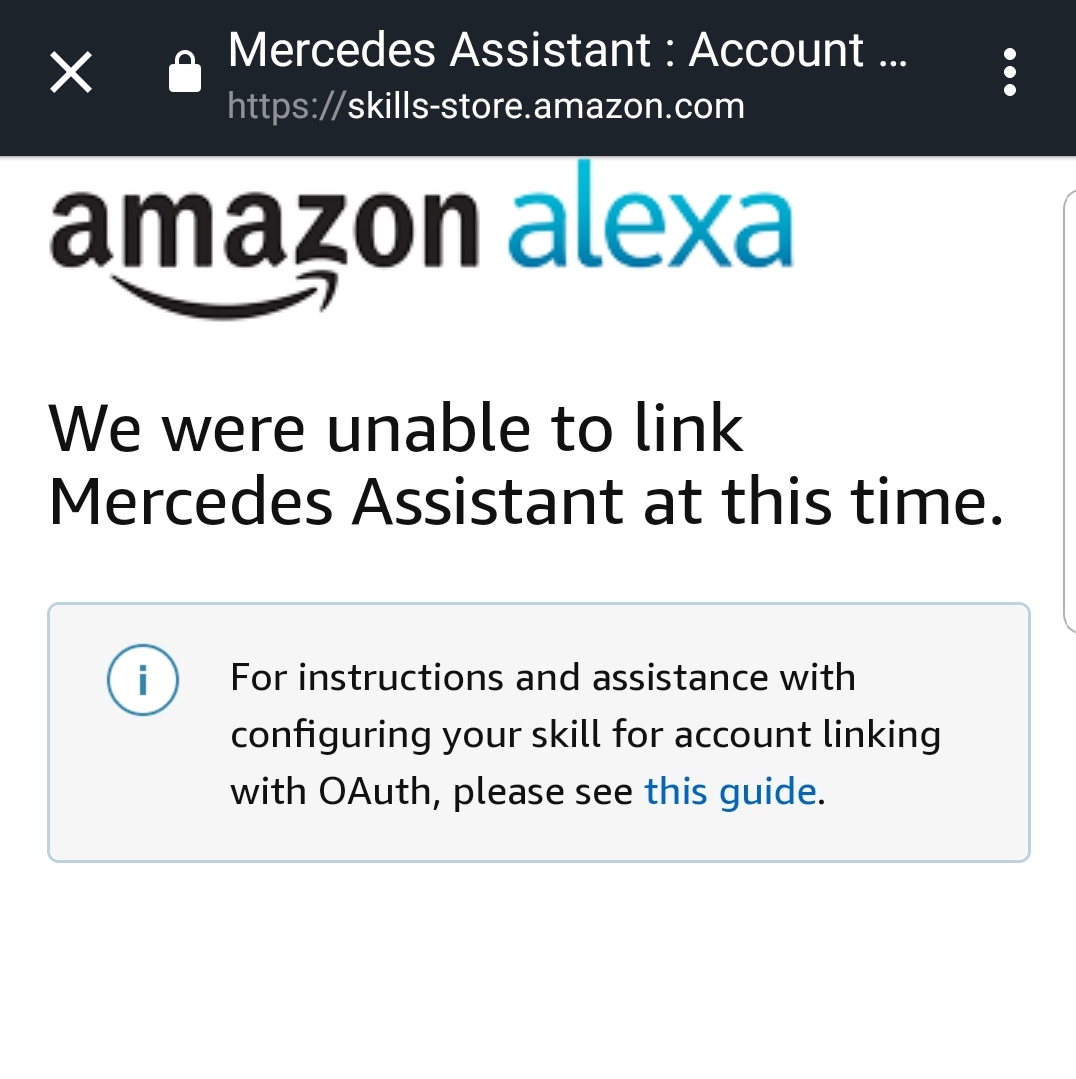 Mercedes Assistant : Account ...
https://skills-store.amazon.com
amazon alexa
We were unable to link
Mercedes Assistant at this time.
i
For instructions and assistance with
configuring your skill for account linking
with OAuth, please see this guide.